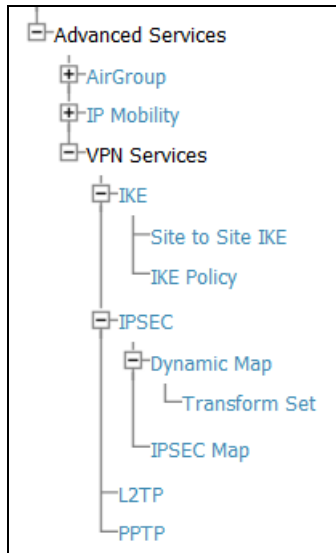 Advanced Services
AirGroup
IP Mobility
VPN Services
IKE
Site to Site IKE
IKE Policy
IPSEC
Dynamic Map
Transform Set
IPSEC Map
L2TP
PPTP